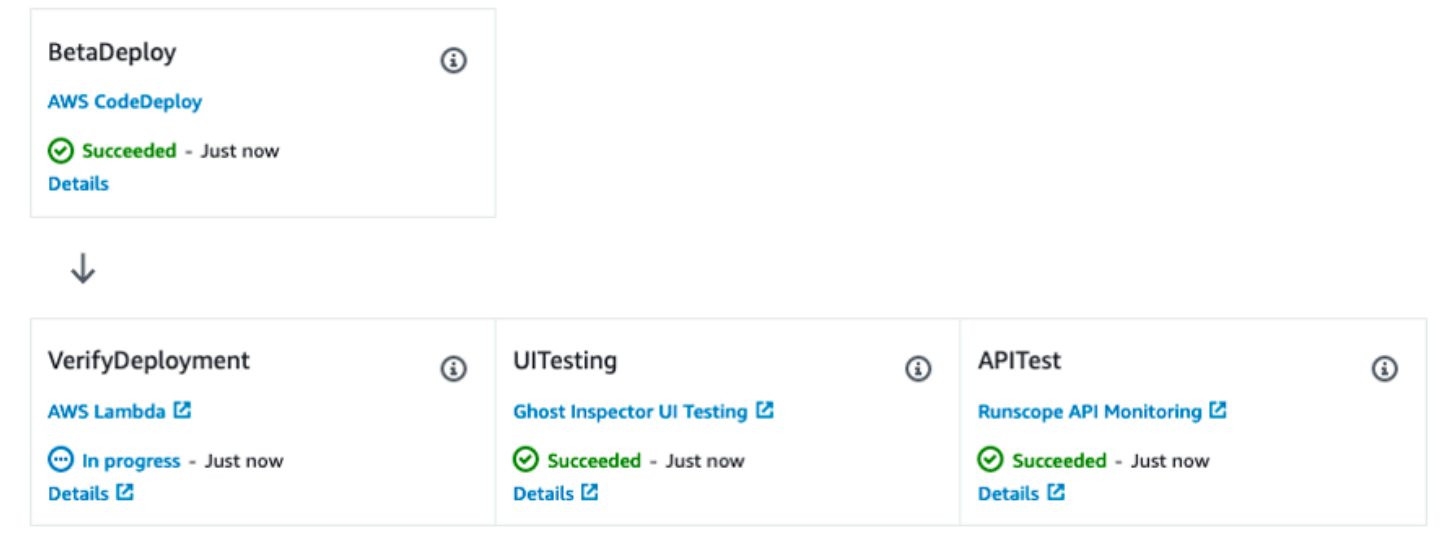 BetaDeploy
AWS CodeDeploy
Succeeded - Just now
Details
VerifyDeployment
AWS Lambda
In progress - Just now
Details
UITesting
Ghost Inspector UI Testing
Succeeded - Just now
Details
APITest
Runscope API Monitoring
Succeeded - Just now
Details